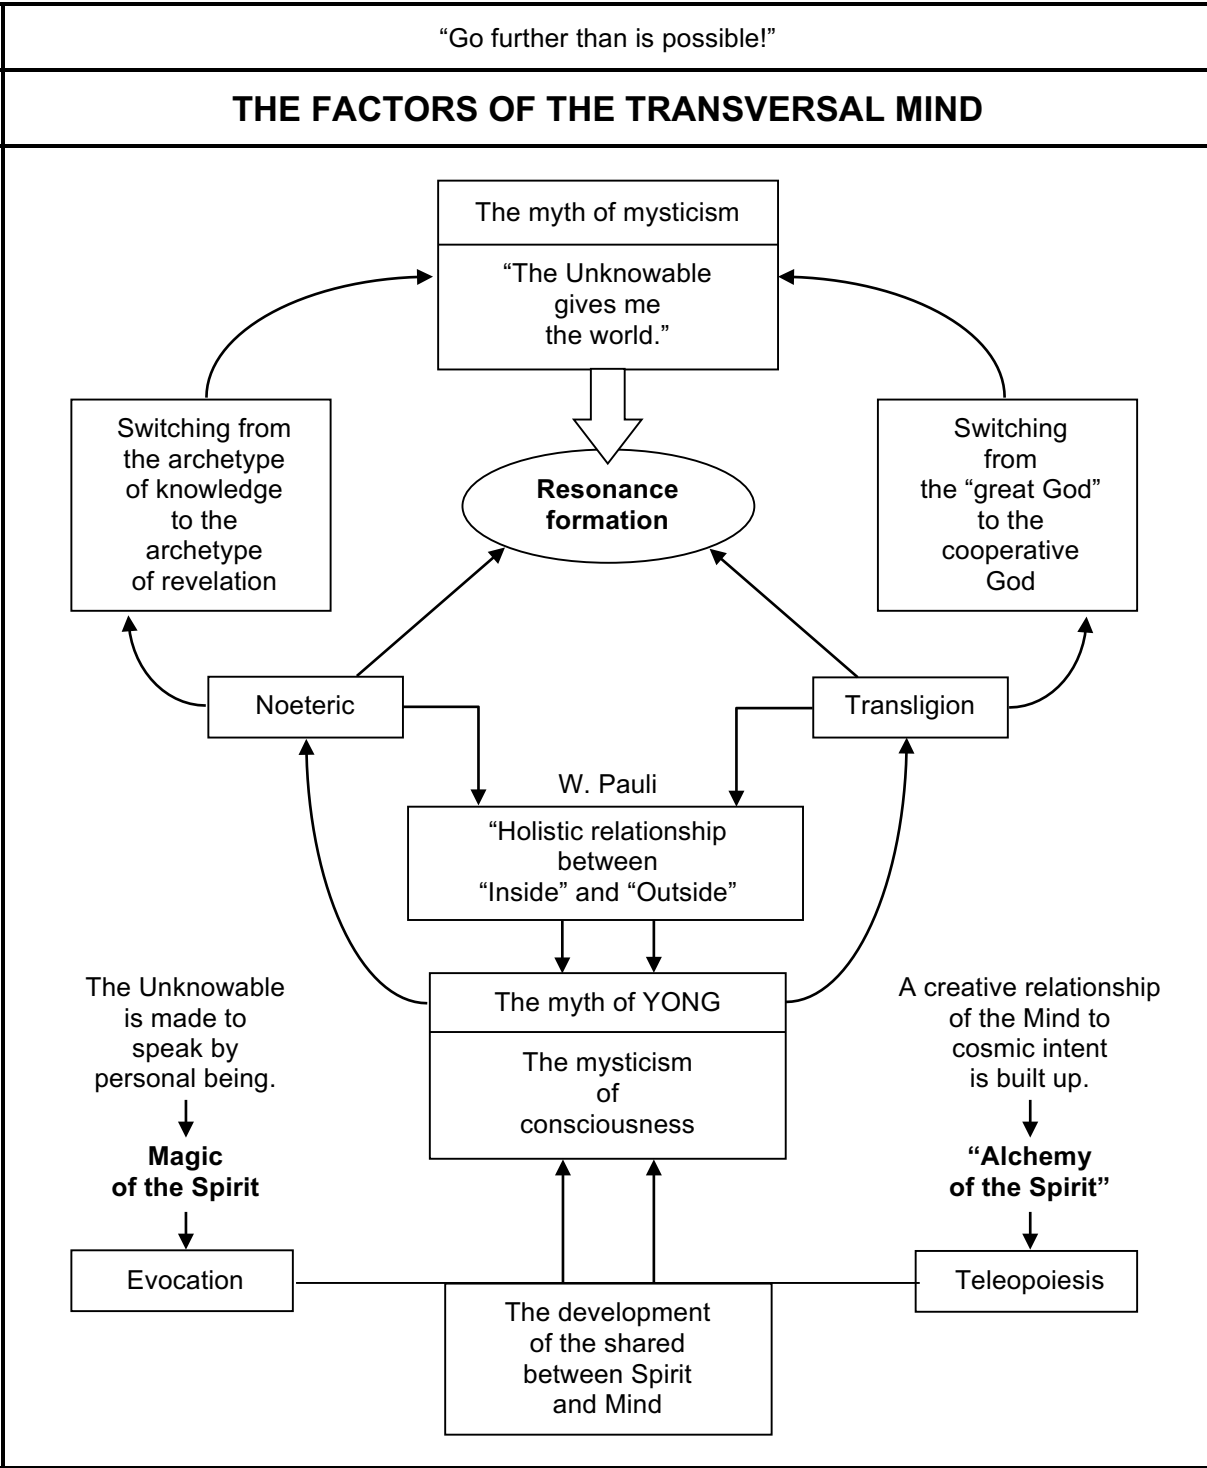 “Go further than is possible!”
THE FACTORS OF THE TRANSVERSAL MIND
The myth of mysticism
“The Unknowable
gives me
the world.”
Switching from
the archetype
of knowledge
to the
archetype
of revelation
Resonance
formation
Switching
from
the “great God”
to the
cooperative
God
Noeteric
Transligion
W. Pauli
“Holistic relationship
between
“Inside” and “Outside”
The Unknowable
is made to
speak by
personal being.
Magic
of the Spirit
Evocation
The myth of YONG
The mysticism
of
consciousness
A creative relationship
of the Mind to
cosmic intent
is built up.
“Alchemy
of the Spirit”
Teleopoiesis
The development
of the shared
between Spirit
and Mind